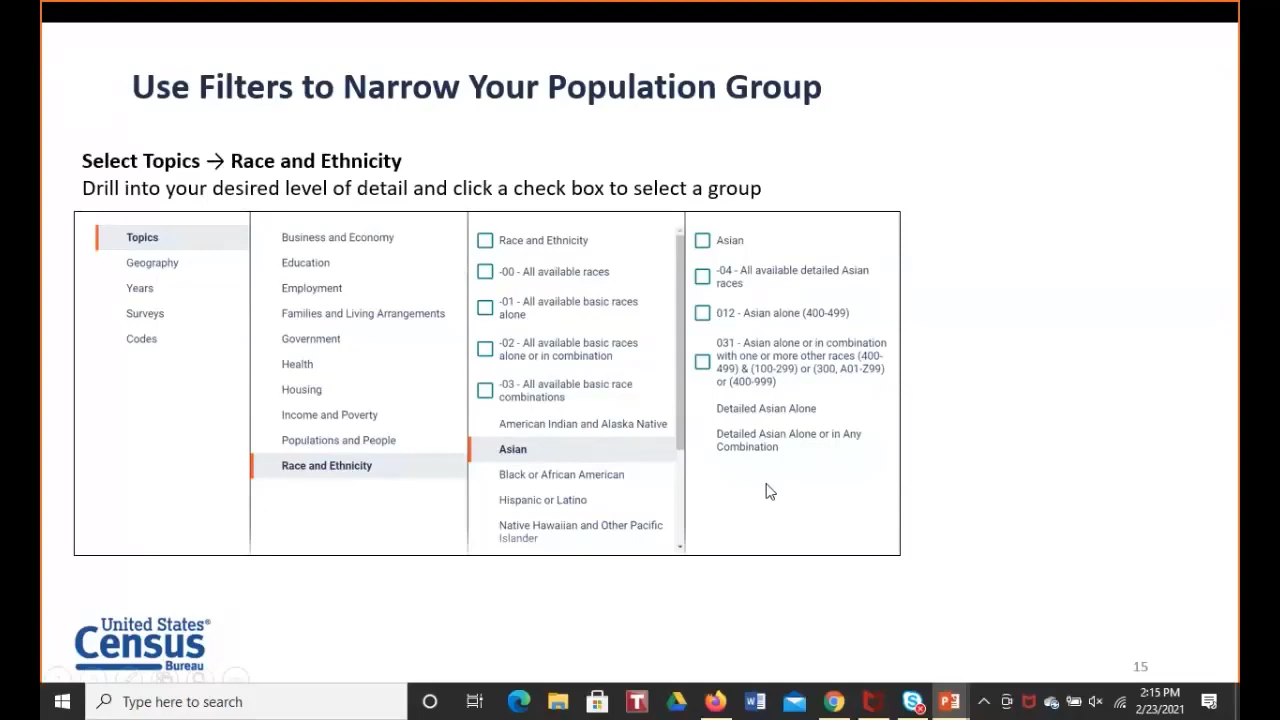 Use Filters to Narrow Your Population Group
Select Topics → Race and Ethnicity
Drill into your desired level of detail and click a check box to select a group
Topics
Geography
Years
Surveys
Codes
Business and Economy
Education
Employment
Families and Living Arrangements
Government
Health
Housing
Income and Poverty
Populations and People
Race and Ethnicity
Race and Ethnicity
-00 - All available races
-01 - All available basic races
alone
-02 - All available basic races
alone or in combination
-03 - All available basic race
combinations
American Indian and Alaska Native
Asian
Black or African American
Hispanic or Latino
Native Hawaiian and Other Pacific
Islander
Asian
-04 - All available detailed Asian
races
012 - Asian alone (400-499)
031 - Asian alone or in combination
with one or more other races (400-
499) & (100-299) or (300, A01-Z99)
or (400-999)
Detailed Asian Alone
Detailed Asian Alone or in Any
Combination
United States®
Census
Bureau
15
Type here to search
2:15 PM
2/23/2021